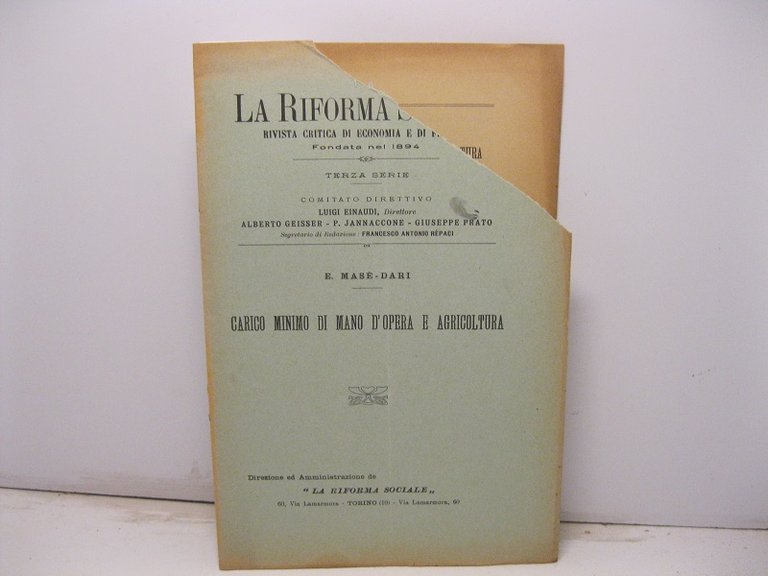 LA RIFORMA S
RIVISTA CRITICA DI ECONOMIA E DI F
Fondata nel 1894
TURA
TERZA SERIE
COMITATO DIRETTIVO
LUIGI EINAUDI, Direttore
ALBERTO GEISSER - P. JANNACCONE - GIUSEPPE PRATO
Segretario di Redazione: FRANCESCO ANTONIO RÉPACI
E. MASÈ-DARI
CARICO MINIMO DI MANO D'OPERA E AGRICOLTURA
Direzione ed Amministrazione de
“ LA RIFORMA SOCIALE „
60, Via Lamarmora - TORINO (10) - Via Lamarmora, 60